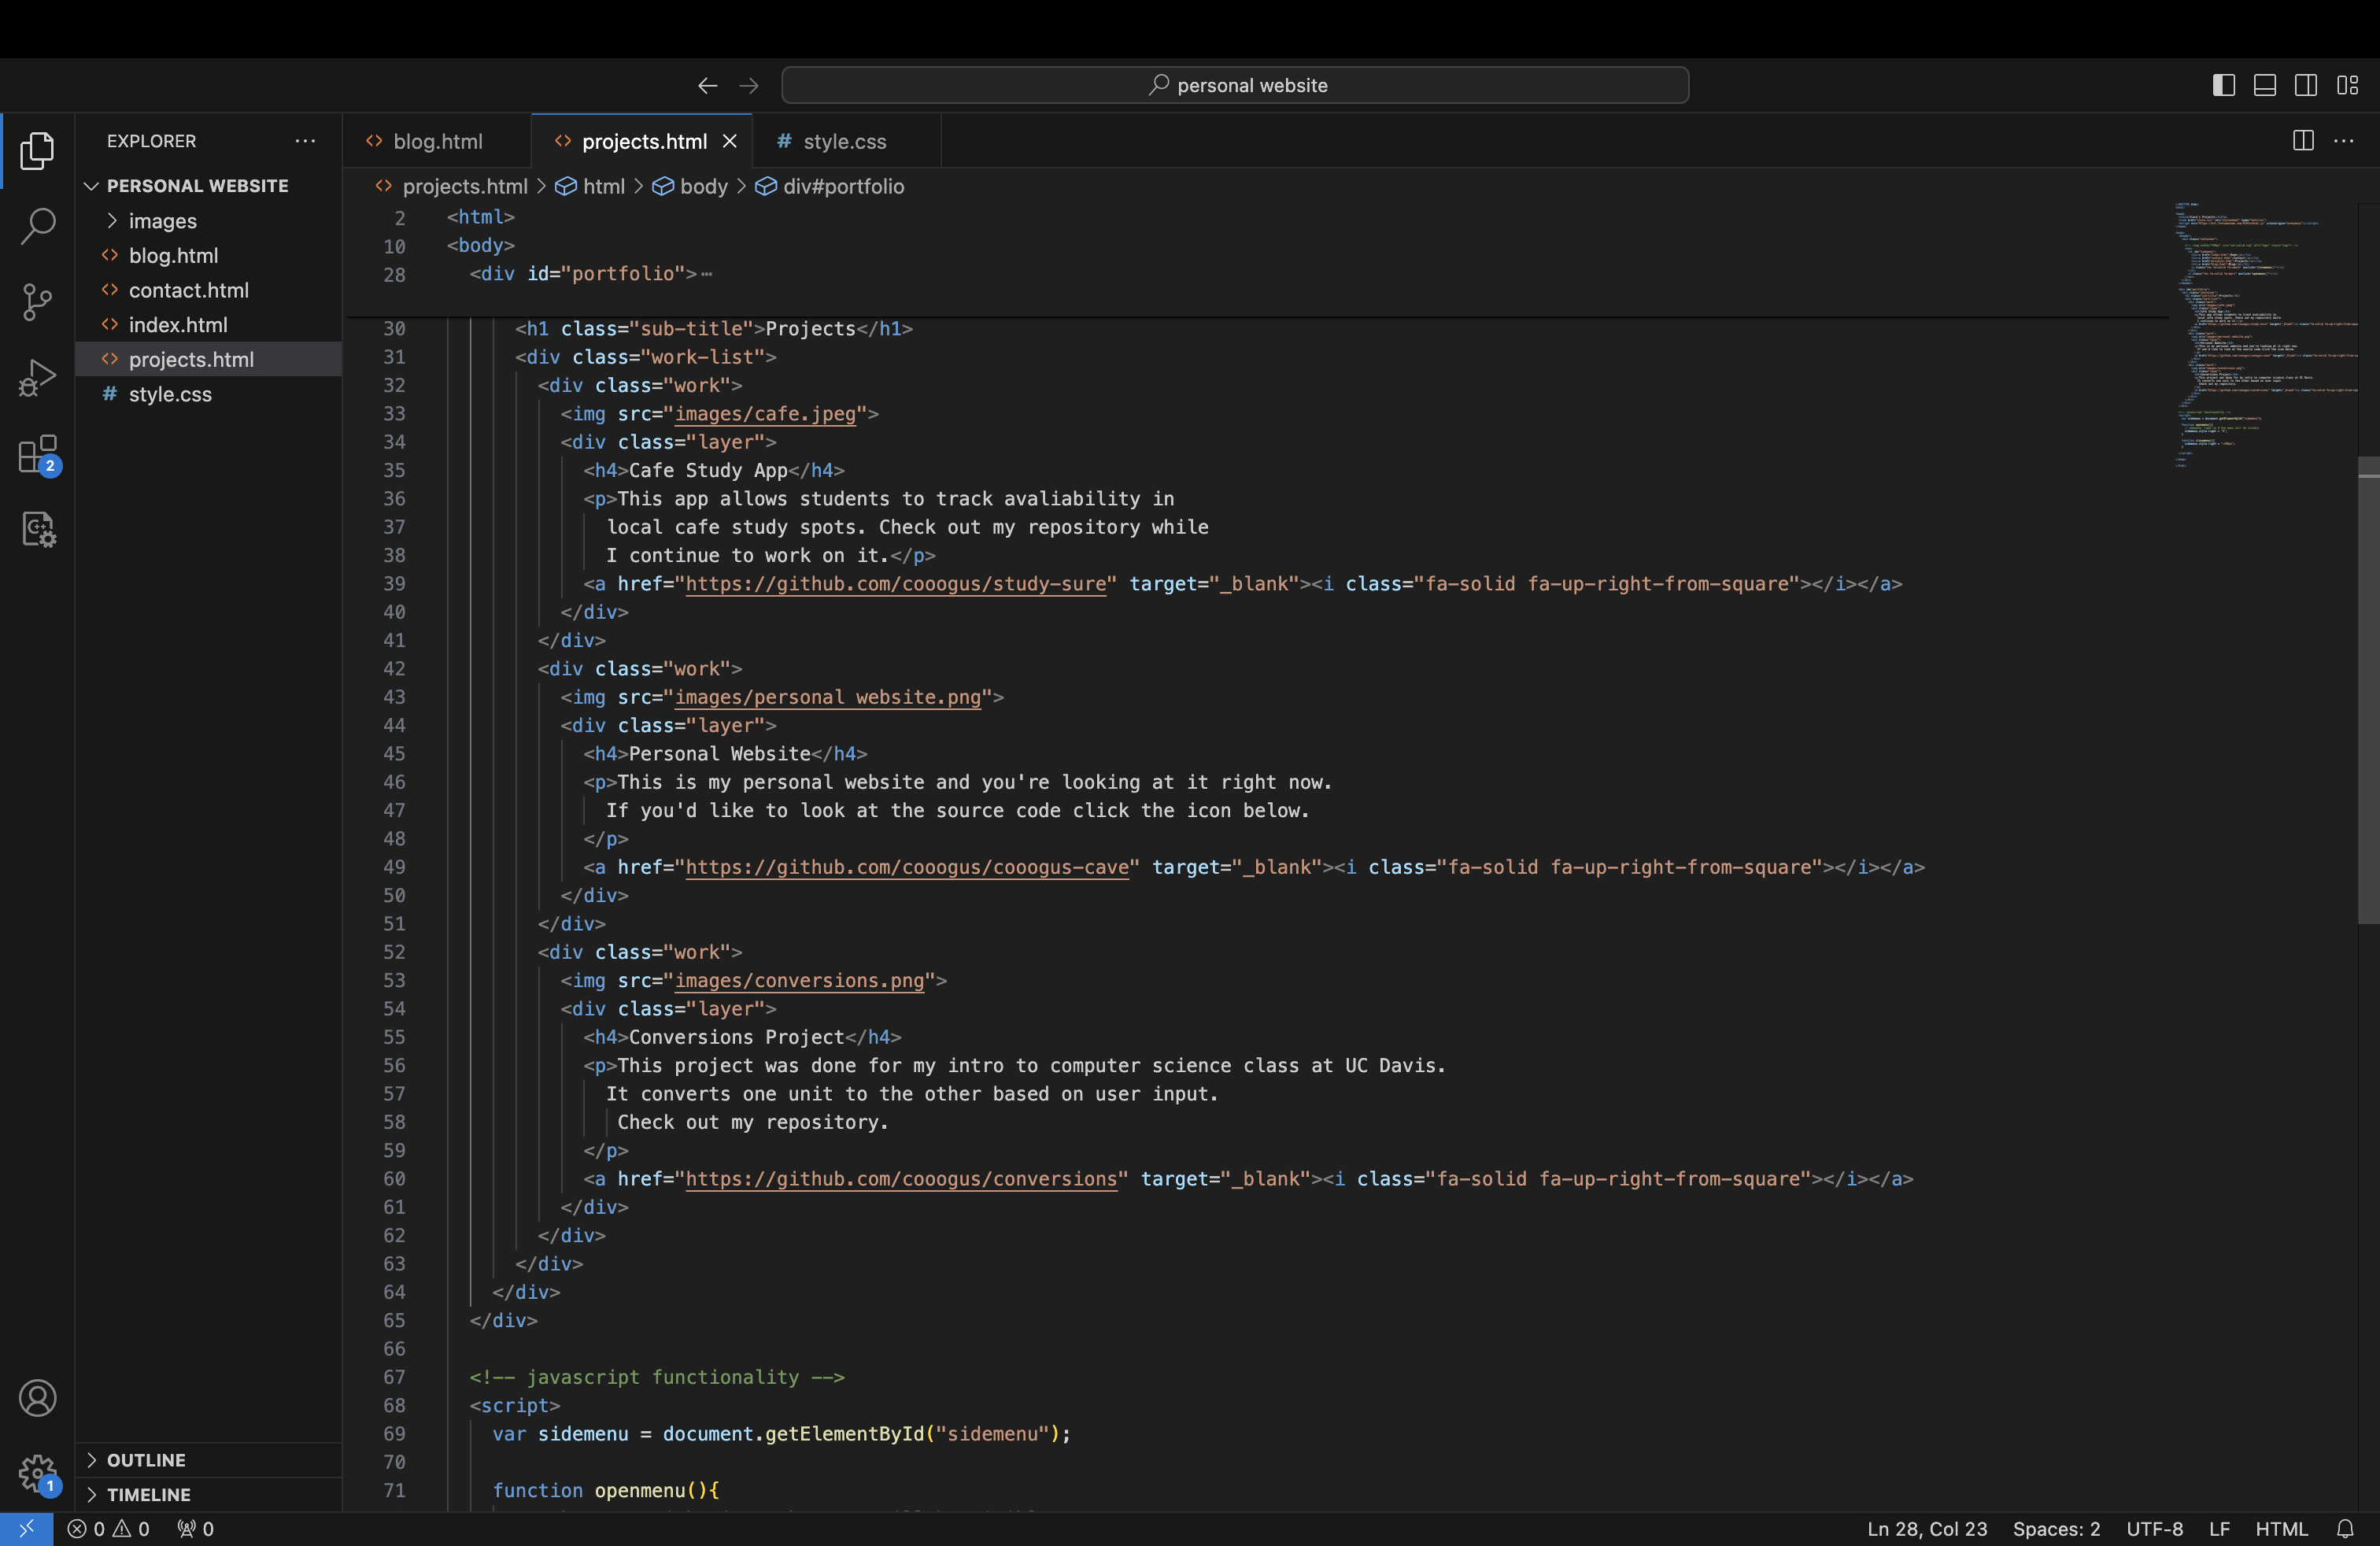 personal website
EXPLORER
PERSONAL WEBSITE
images
blog.html
contact.html
index.html
projects.html
style.css
2
OUTLINE
TIMELINE
1
blog.html
projects.html
style.css
projects.html > html > body > div#portfolio
2 <html>
10 <body>
28 <div id="portfolio">⋯
30 <h1 class="sub-title">Projects</h1>
31 <div class="work-list">
32 <div class="work">
33 <img src="images/cafe.jpeg">
34 <div class="layer">
35 <h4>Cafe Study App</h4>
36 <p>This app allows students to track avaliability in
37 local cafe study spots. Check out my repository while
38 I continue to work on it.</p>
39 <a href="https://github.com/cooogus/study-sure" target="_blank"><i class="fa-solid fa-up-right-from-square"></i></a>
40 </div>
41 </div>
42 <div class="work">
43 <img src="images/personal website.png">
44 <div class="layer">
45 <h4>Personal Website</h4>
46 <p>This is my personal website and you're looking at it right now.
47 If you'd like to look at the source code click the icon below.
48 </p>
49 <a href="https://github.com/cooogus/cooogus-cave" target="_blank"><i class="fa-solid fa-up-right-from-square"></i></a>
50 </div>
51 </div>
52 <div class="work">
53 <img src="images/conversions.png">
54 <div class="layer">
55 <h4>Conversions Project</h4>
56 <p>This project was done for my intro to computer science class at UC Davis.
57 It converts one unit to the other based on user input.
58 Check out my repository.
59 </p>
60 <a href="https://github.com/cooogus/conversions" target="_blank"><i class="fa-solid fa-up-right-from-square"></i></a>
61 </div>
62 </div>
63 </div>
64 </div>
65 </div>
66
67 <!-- javascript functionality -->
68 <script>
69 var sidemenu = document.getElementById("sidemenu");
70
71 function openmenu(){
0 0 0
Ln 28, Col 23 Spaces: 2 UTF-8 LF HTML